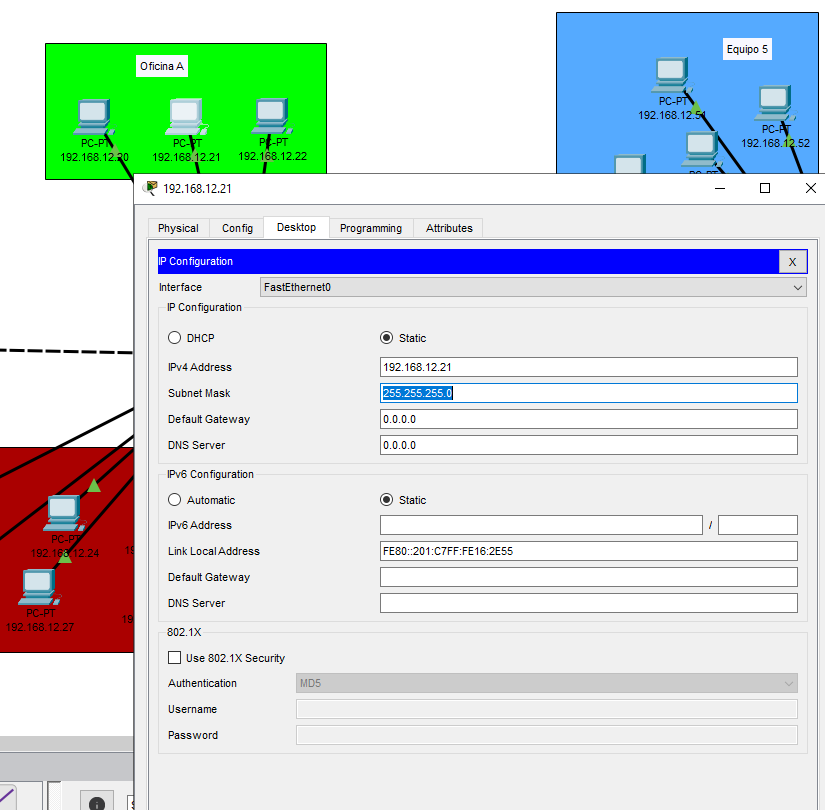 Oficina A
Equipo 5
PC-PT
192.168.12.20
PC-PT
192.168.12.21
PC-PT
192.168.12.22
PC-PT
192.168.12.51
PC-PT
192.168.12.52
PC-PT
192.168.12.21
Physical Config Desktop Programming Attributes
IP Configuration X
Interface FastEthernet0
IP Configuration
DHCP Static
IPv4 Address 192.168.12.21
Subnet Mask 255.255.255.0
Default Gateway 0.0.0.0
DNS Server 0.0.0.0
IPv6 Configuration
Automatic Static
IPv6 Address /
Link Local Address FE80::201:C7FF:FE16:2E55
Default Gateway
DNS Server
802.1X
Use 802.1X Security
Authentication MD5
Username
Password
PC-PT
192.168.12.24
PC-PT
192.168.12.27
19